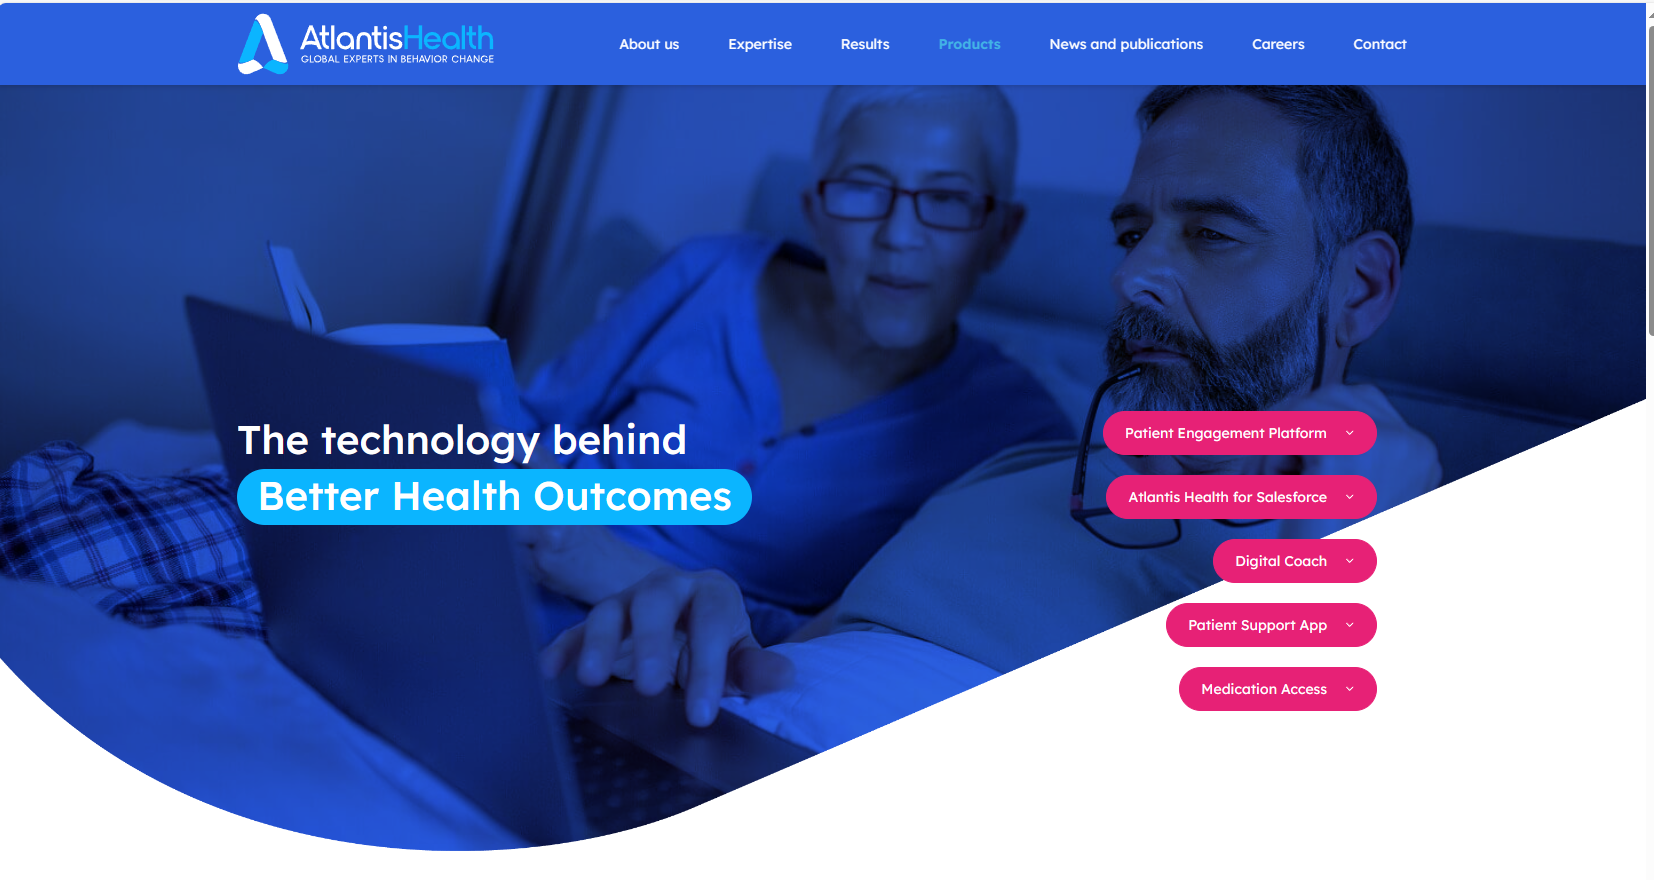 AtlantisHealth
GLOBAL EXPERTS IN BEHAVIOR CHANGE
About us
Expertise
Results
Products
News and publications
Careers
Contact
The technology behind
Better Health Outcomes
Patient Engagement Platform
Atlantis Health for Salesforce
Digital Coach
Patient Support App
Medication Access